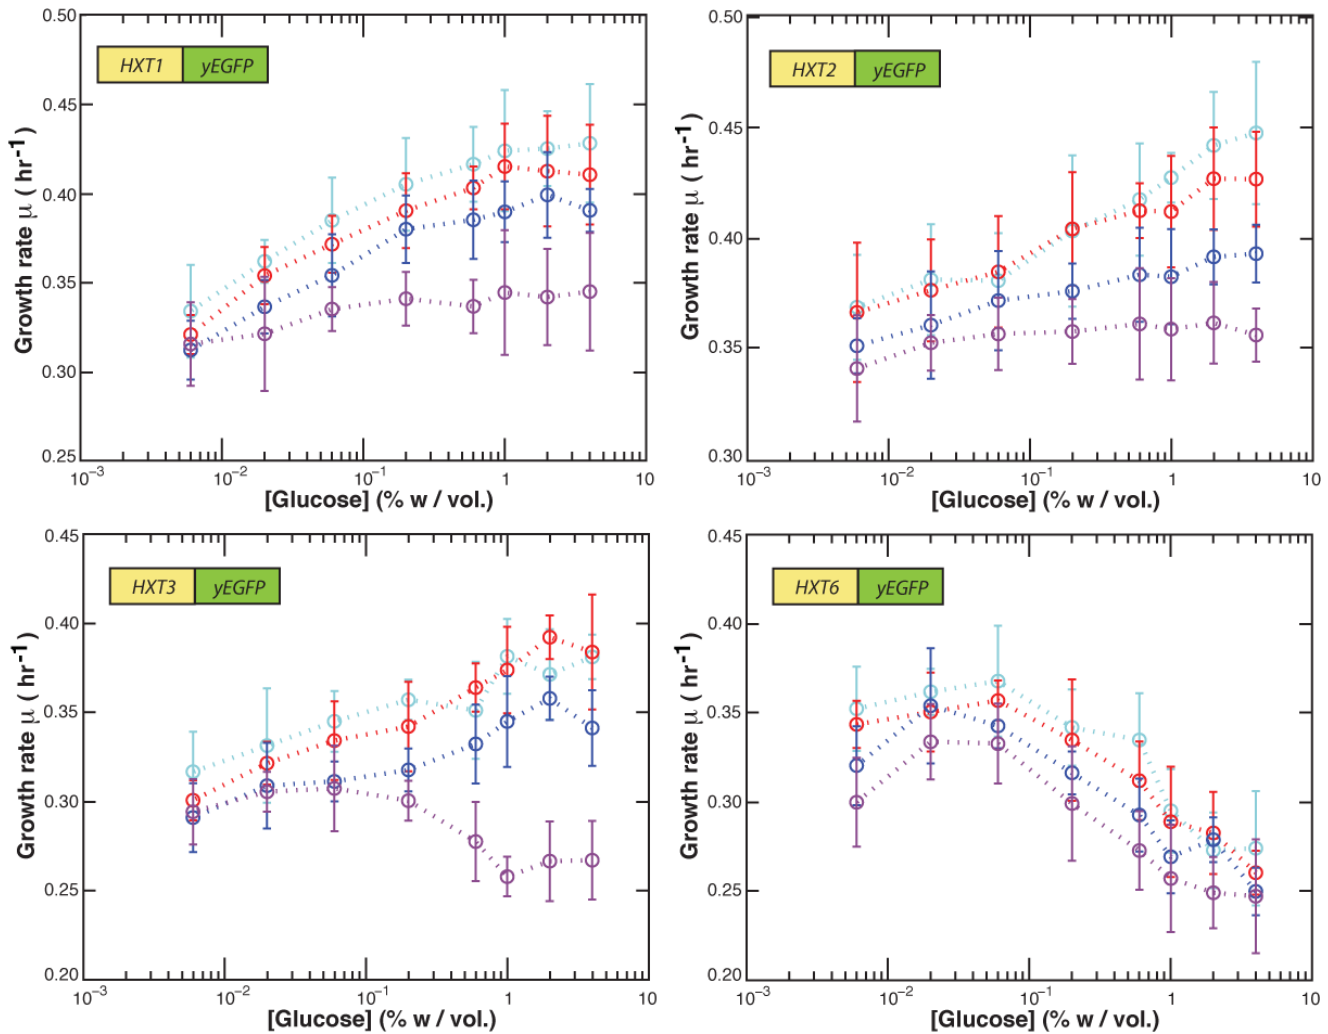 HXT1 yEGFP
0.50
0.45
0.40
0.35
0.30
0.25
Growth rate μ ( hr-1)
10−3 10−2 10−1 1 10
[Glucose] (% w / vol.)
HXT2 yEGFP
0.50
0.45
0.40
0.35
0.30
Growth rate μ ( hr-1)
10−3 10−2 10−1 1 10
[Glucose] (% w / vol.)
HXT3 yEGFP
0.45
0.40
0.35
0.30
0.25
0.20
Growth rate μ ( hr-1)
10−3 10−2 10−1 1 10
[Glucose] (% w / vol.)
HXT6 yEGFP
0.45
0.40
0.35
0.30
0.25
0.20
Growth rate μ ( hr-1)
10−3 10−2 10−1 1 10
[Glucose] (% w / vol.)